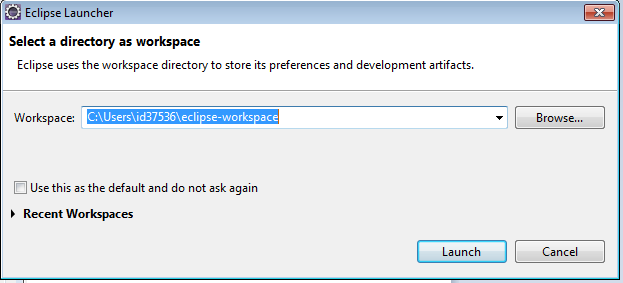 Eclipse Launcher
Select a directory as workspace
Eclipse uses the workspace directory to store its preferences and development artifacts.
Workspace: C:\Users\id37536\eclipse-workspace Browse...
Use this as the default and do not ask again
Recent Workspaces
Launch Cancel